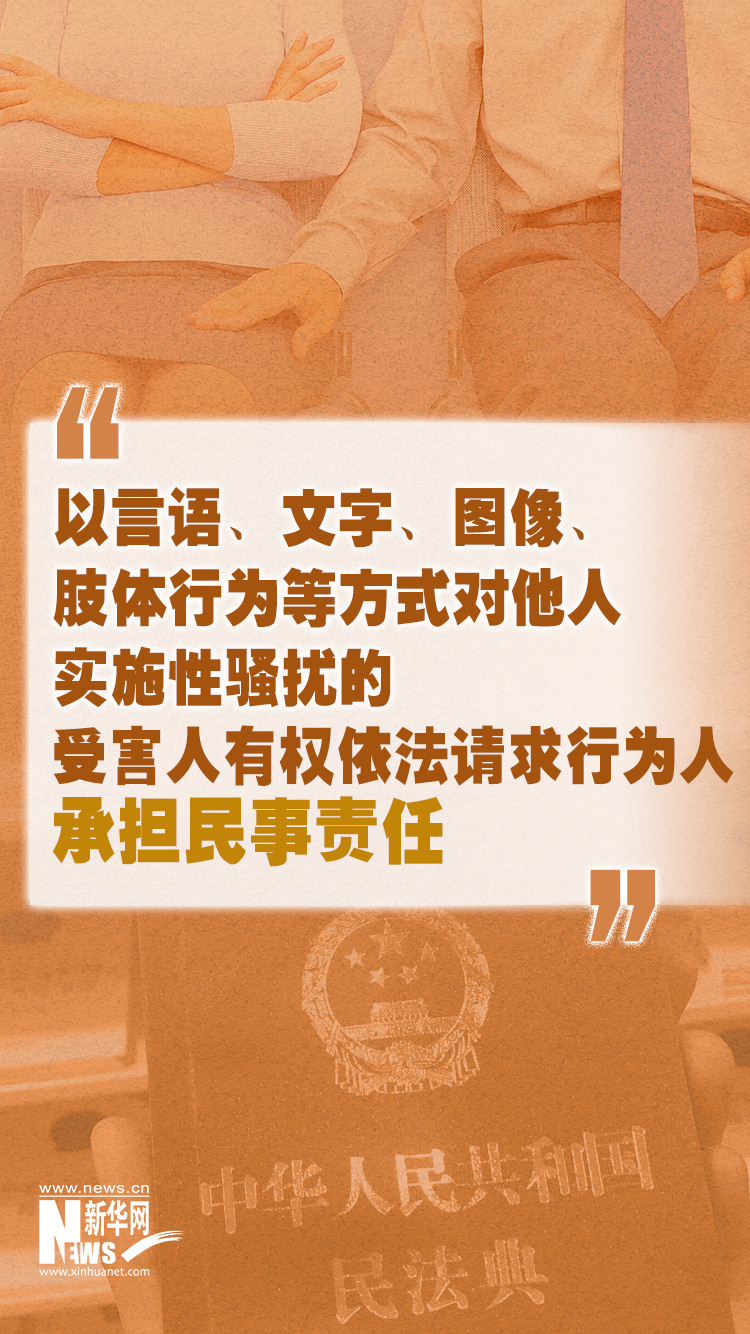 “
以言语、文字、图像、
肢体行为等方式对他人
实施性骚扰的
受害人有权依法请求行为人
承担民事责任
”
中华人民共和国
民法典
www.news.cn
NEWS 新华网
www.xinhuanet.com